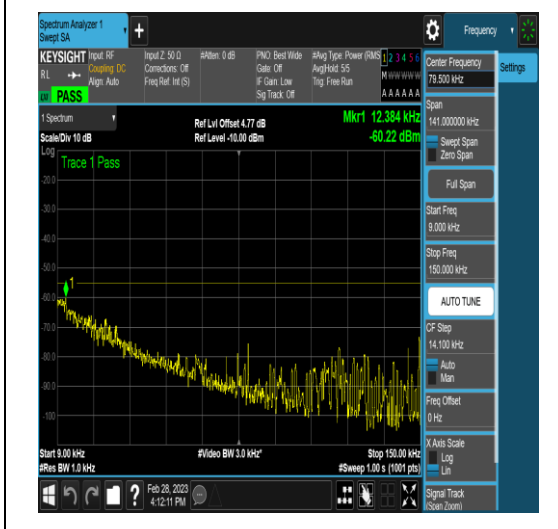 Spectrum Analyzer 1
Swept SA
+
Frequency
KEYSIGHT
RL
PASS
Input: RF
Coupling: DC
Align: Auto
Input Z: 50 Ω
Corrections: Off
Freq Ref: Int (S)
#Atten: 0 dB
PNO: Best Wide
Gate: Off
IF Gain: Low
Sig Track: Off
#Avg Type: Power (RMS
Avg|Hold: 5/5
Trig: Free Run
1 2 3 4 5 6
M W W W W W
A A A A A A
1 Spectrum
Scale/Div 10 dB
Ref Lvl Offset 4.77 dB
Ref Level -10.00 dBm
Mkr1 12.384 kHz
-60.22 dBm
Log
Trace 1 Pass
-20.0
-30.0
-40.0
-50.0
-60.0
-70.0
-80.0
-90.0
-100
1
Start 9.00 kHz
#Res BW 1.0 kHz
#Video BW 3.0 kHz*
Stop 150.00 kHz
#Sweep 1.00 s (1001 pts)
Feb 28, 2023
4:12:11 PM
Center Frequency
79.500 kHz
Span
141.000000 kHz
Swept Span
Zero Span
Full Span
Start Freq
9.000 kHz
Stop Freq
150.000 kHz
AUTO TUNE
CF Step
14.100 kHz
Auto
Man
Freq Offset
0 Hz
X Axis Scale
Log
Lin
Signal Track
(Span Zoom)
Settings